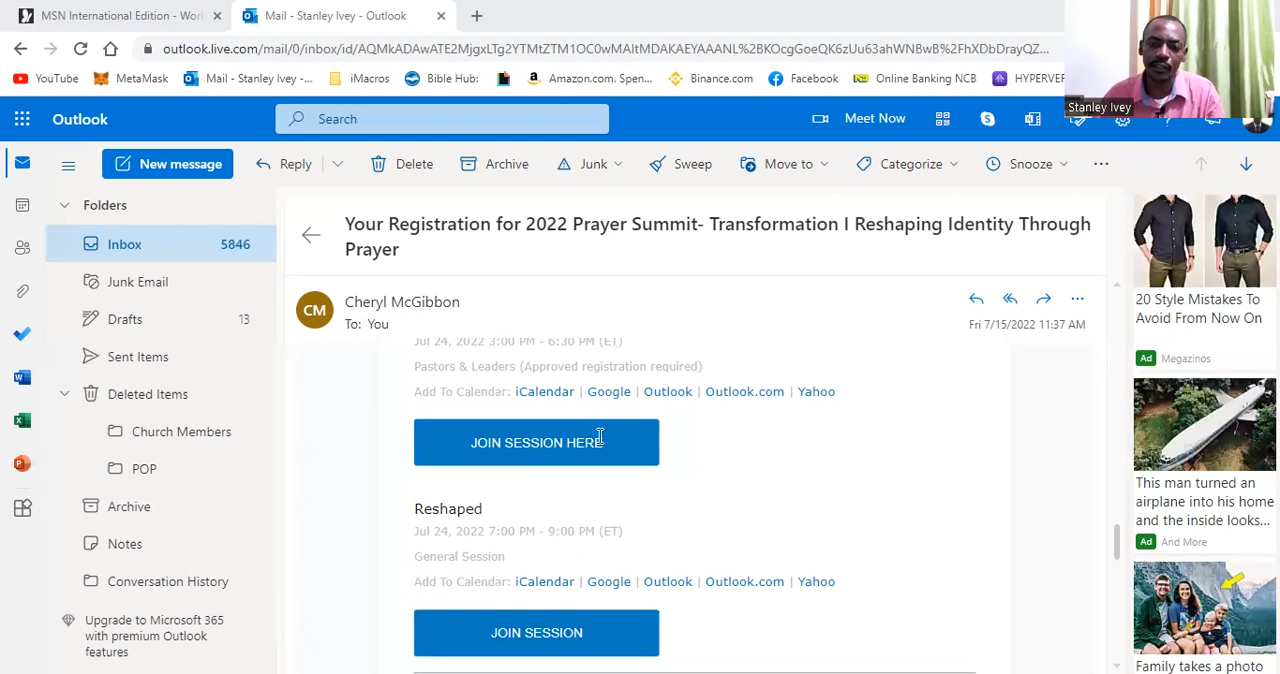 MSN International Edition - Wor
Mail - Stanley Ivey - Outlook
outlook.live.com/mail/0/inbox/id/AQMkADAwATE2MjgxLTg2YTMtZTM1OC0wMAItMDAKAEYAAANL%2BKOcgGoeQK6zUu63ahWNBwB%2FhXDbDrayQZ...
YouTube
MetaMask
Mail - Stanley Ivey -...
iMacros
Bible Hub:
Amazon.com. Spen...
Binance.com
Facebook
Online Banking NCB
HYPERVER
Stanley Ivey
Outlook
Search
Meet Now
New message
Reply
Delete
Archive
Junk
Sweep
Move to
Categorize
Snooze
Folders
Inbox 5846
Junk Email
Drafts 13
Sent Items
Deleted Items
Church Members
POP
Archive
Notes
Conversation History
Upgrade to Microsoft 365
with premium Outlook
features
Your Registration for 2022 Prayer Summit- Transformation I Reshaping Identity Through
Prayer
CM
Cheryl McGibbon
To: You
Fri 7/15/2022 11:37 AM
Jul 24, 2022 3:00 PM - 6:30 PM (ET)
Pastors & Leaders (Approved registration required)
Add To Calendar: iCalendar | Google | Outlook | Outlook.com | Yahoo
JOIN SESSION HERE
Reshaped
Jul 24, 2022 7:00 PM - 9:00 PM (ET)
General Session
Add To Calendar: iCalendar | Google | Outlook | Outlook.com | Yahoo
JOIN SESSION
20 Style Mistakes To
Avoid From Now On
Ad Megazinos
This man turned an
airplane into his home
and the inside looks...
Ad And More
Family takes a photo